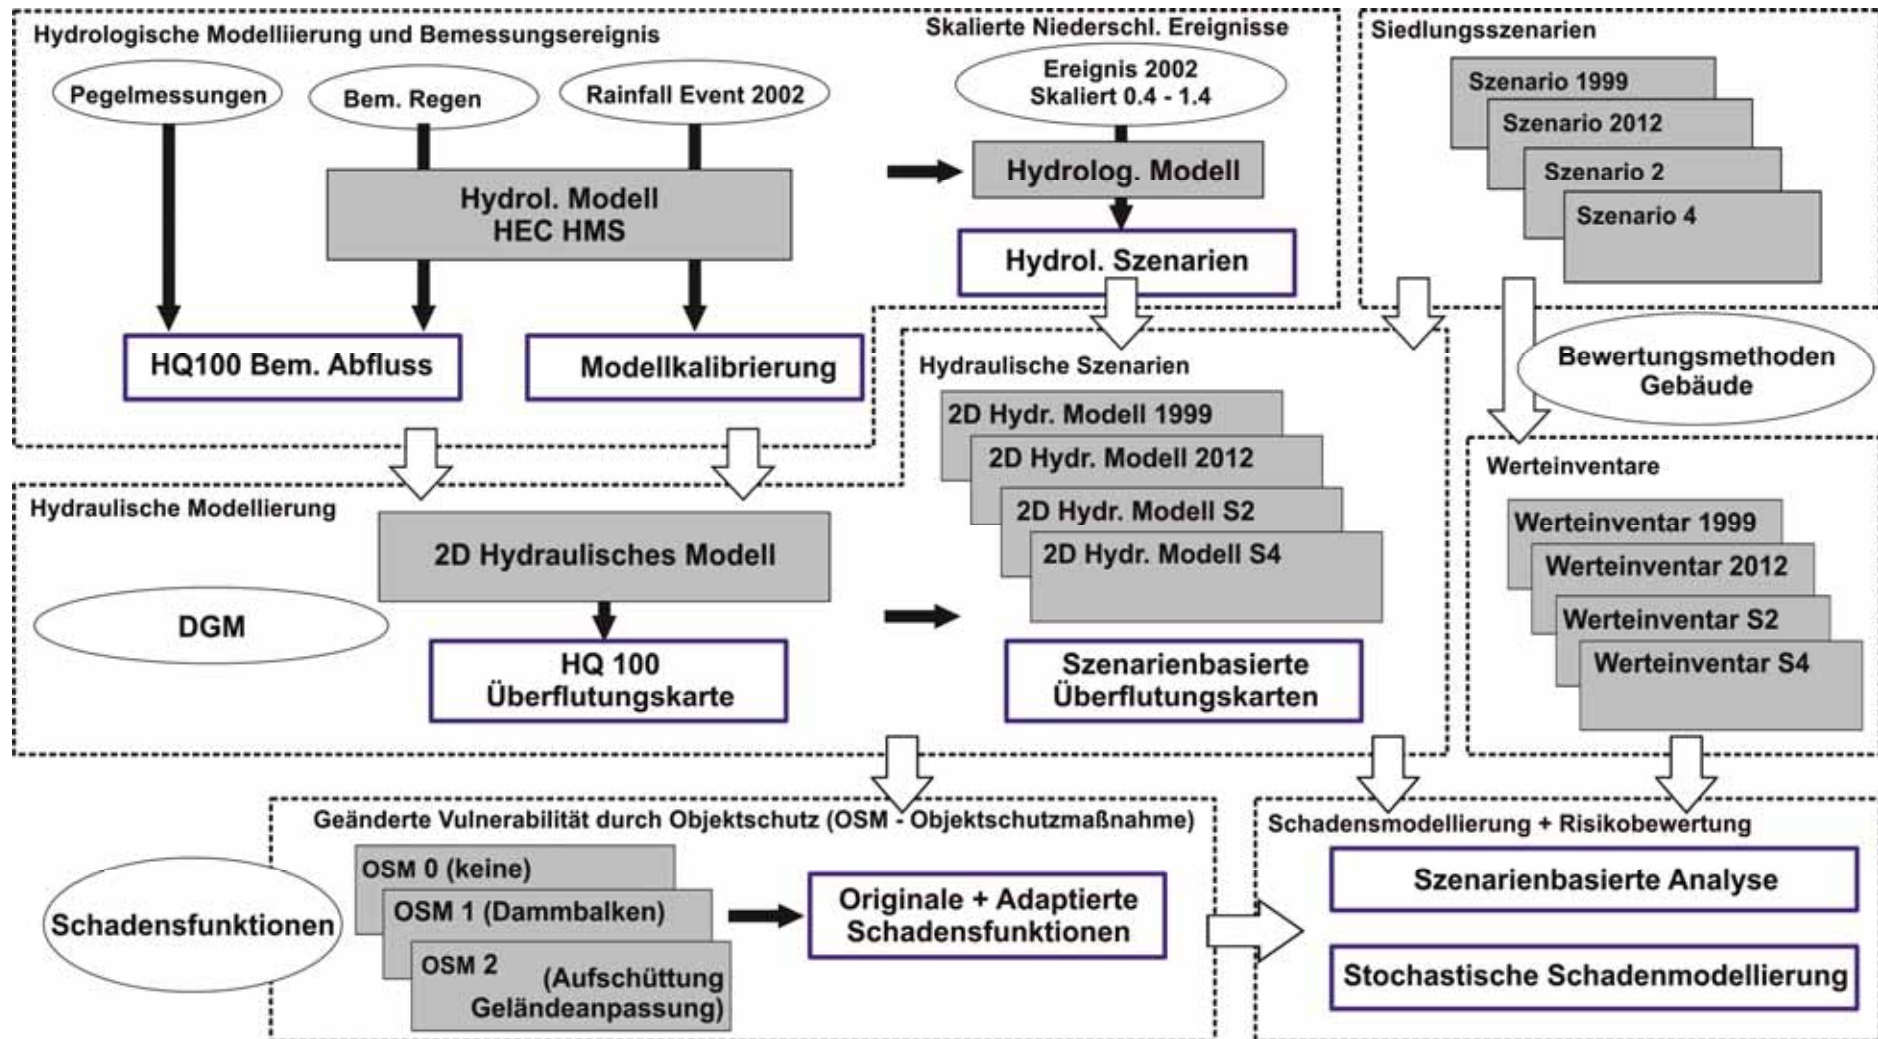 Hydrologische Modelliierung und Bemessungsereignis
Pegelmessungen
Bem. Regen
Rainfall Event 2002
Hydrol. Modell
HEC HMS
HQ100 Bem. Abfluss
Modellkalibrierung
Skalierte Niederschl. Ereignisse
Ereignis 2002
Skaliert 0.4 - 1.4
Hydrolog. Modell
Hydrol. Szenarien
Siedlungsszenarien
Szenario 1999
Szenario 2012
Szenario 2
Szenario 4
Bewertungsmethoden
Gebäude
Hydraulische Szenarien
2D Hydr. Modell 1999
2D Hydr. Modell 2012
2D Hydr. Modell S2
2D Hydr. Modell S4
Szenarienbasierte
Überflutungskarten
Hydraulische Modellierung
2D Hydraulisches Modell
DGM
HQ 100
Überflutungskarte
Werteinventare
Werteinventar 1999
Werteinventar 2012
Werteinventar S2
Werteinventar S4
Geänderte Vulnerabilität durch Objektschutz (OSM - Objektschutzmaßnahme)
Schadensfunktionen
OSM 0 (keine)
OSM 1 (Dammbalken)
OSM 2 (Aufschüttung
Geländeanpassung)
Originale + Adaptierte
Schadensfunktionen
Schadensmodellierung + Risikobewertung
Szenarienbasierte Analyse
Stochastische Schadenmodellierung